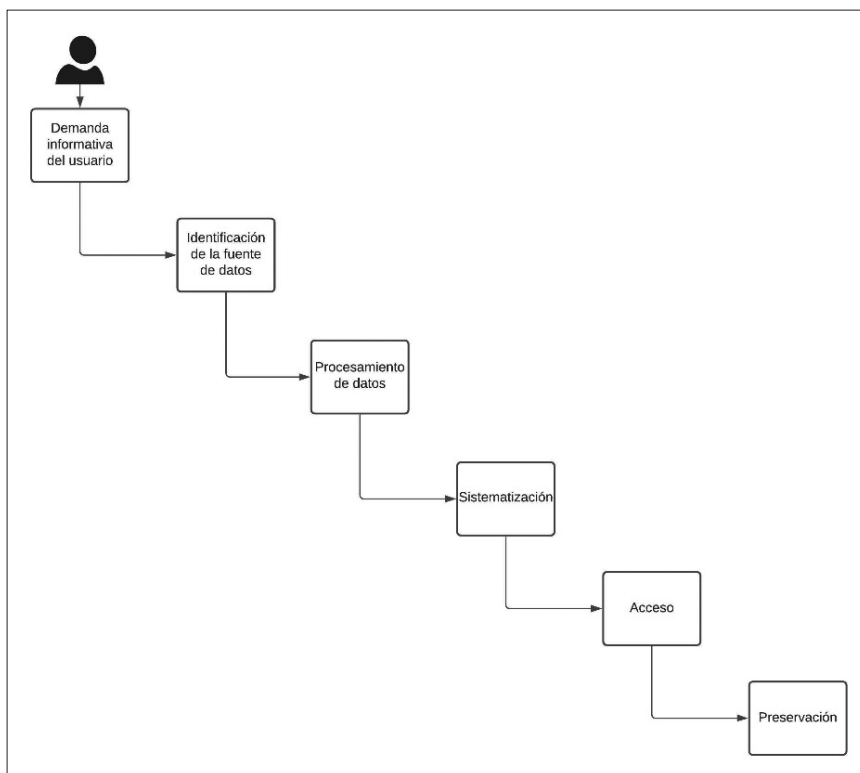 Demanda
informativa
del usuario
Identificación
de la fuente
de datos
Procesamiento
de datos
Sistematización
Acceso
Preservación